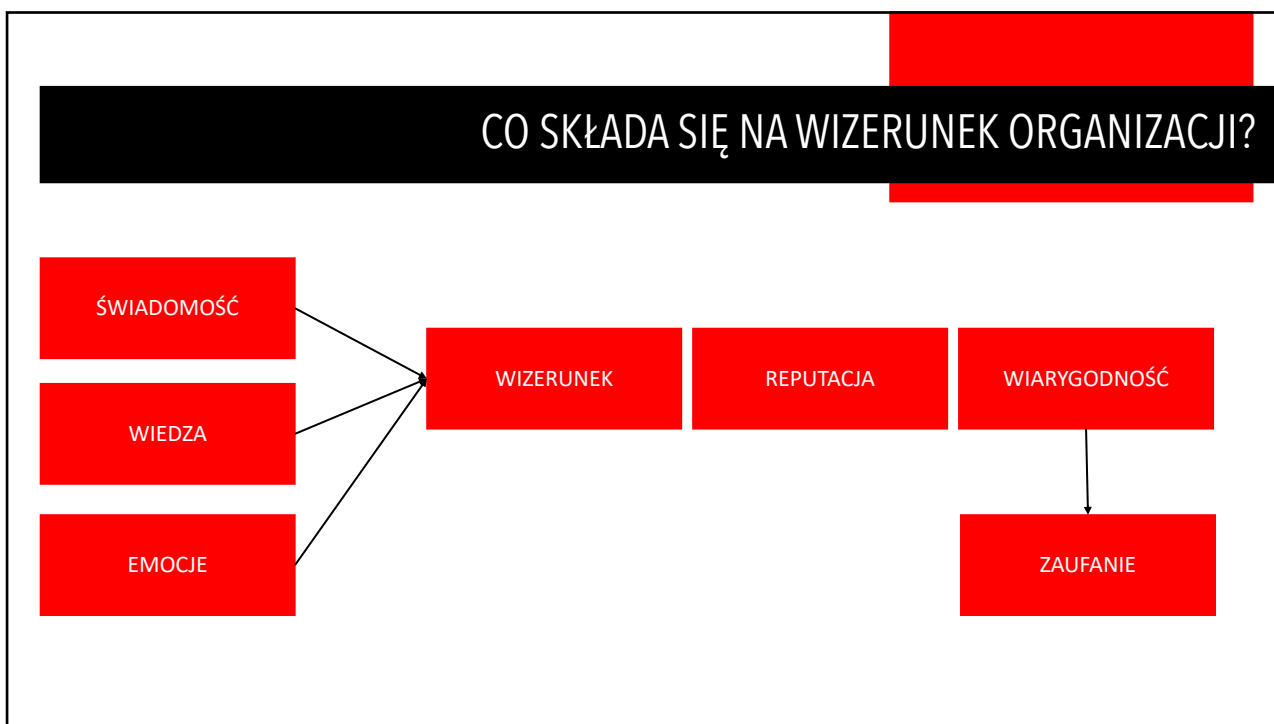 CO SKŁADA SIĘ NA WIZERUNEK ORGANIZACJI?
ŚWIADOMOŚĆ
WIEDZA
EMOCJE
WIZERUNEK
REPUTACJA
WIARYGODNOŚĆ
ZAUFANIE